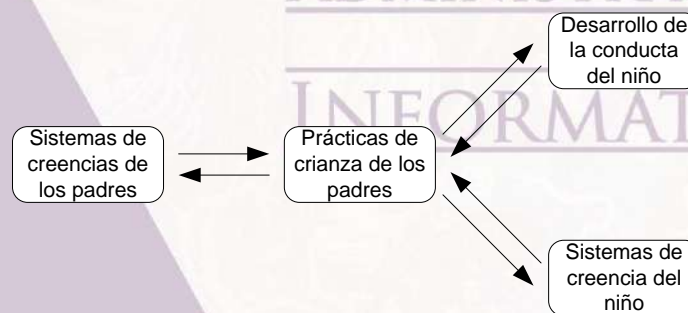 Desarrollo de
la conducta
del niño
Sistemas de
creencias de
los padres
Prácticas de
crianza de los
padres
Sistemas de
creencia del
niño